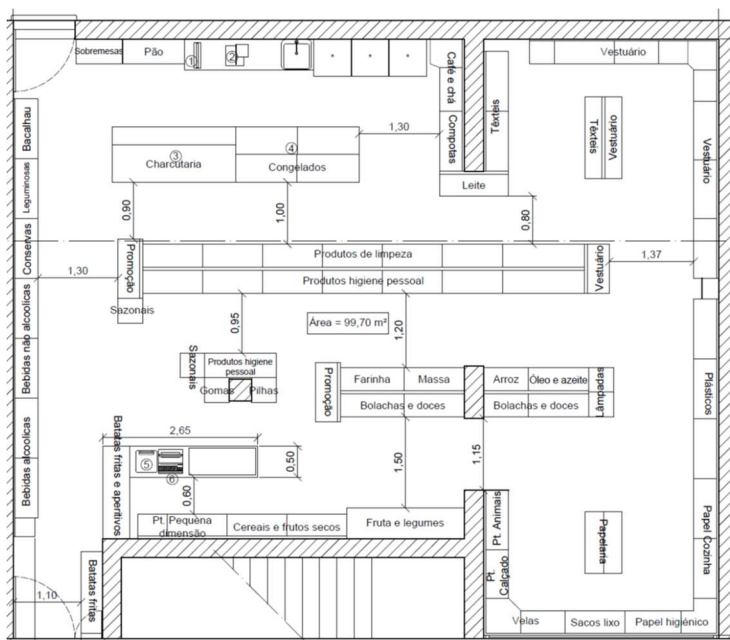 Sobremesas
Pão
①
②
Café e chá
Compotas
Leite
Têxteis
Vestuário
Têxteis
Vestuário
Vestuário
Bacalhau
Leguminosas
Conservas
Bebidas não alcoolicas
Bebidas alcoolicas
③
Charcutaria
④
Congelados
1,30
0,90
1,00
0,80
1,30
1,37
Promoção
Sazonais
Produtos de limpeza
Produtos higiene pessoal
Vestuário
0,95
Área = 99,70 m²
1,20
Sazonais
Produtos higiene
pessoal
Gomas
Pilhas
Promoção
Farinha
Massa
Bolachas e doces
Arroz
Óleo e azeite
Bolachas e doces
Lâmpadas
Plásticos
2,65
Batatas fritas e aperitivos
⑤
⑥
0,50
0,60
1,50
1,15
Pt. Pequena
dimensão
Cereais e frutos secos
Fruta e legumes
Pt. Animais
Pt.
Calçado
Papelaria
Papel Cozinha
Batatas fritas
1,10
Velas
Sacos lixo
Papel higiénico